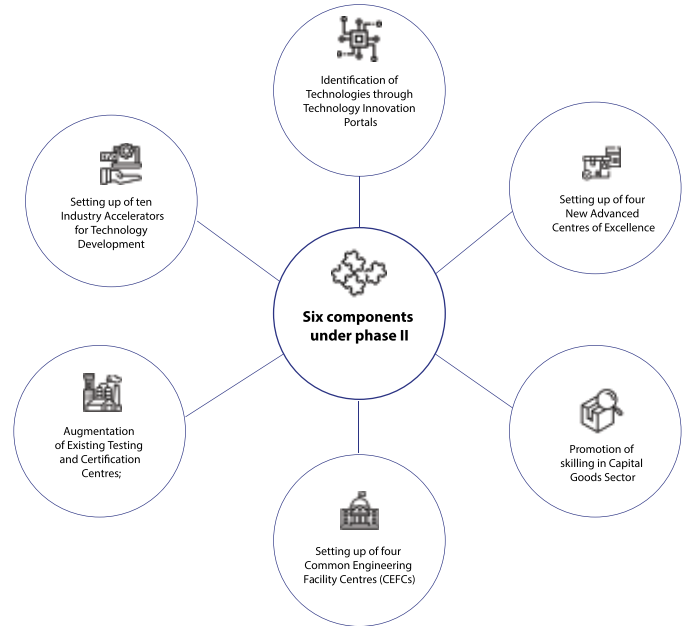 Identification of
Technologies through
Technology Innovation
Portals
Setting up of four
New Advanced
Centres of Excellence
Promotion of
skilling in Capital
Goods Sector
Setting up of four
Common Engineering
Facility Centres (CEFCs)
Augmentation
of Existing Testing
and Certification
Centres;
Setting up of ten
Industry Accelerators
for Technology
Development
Six components
under phase II